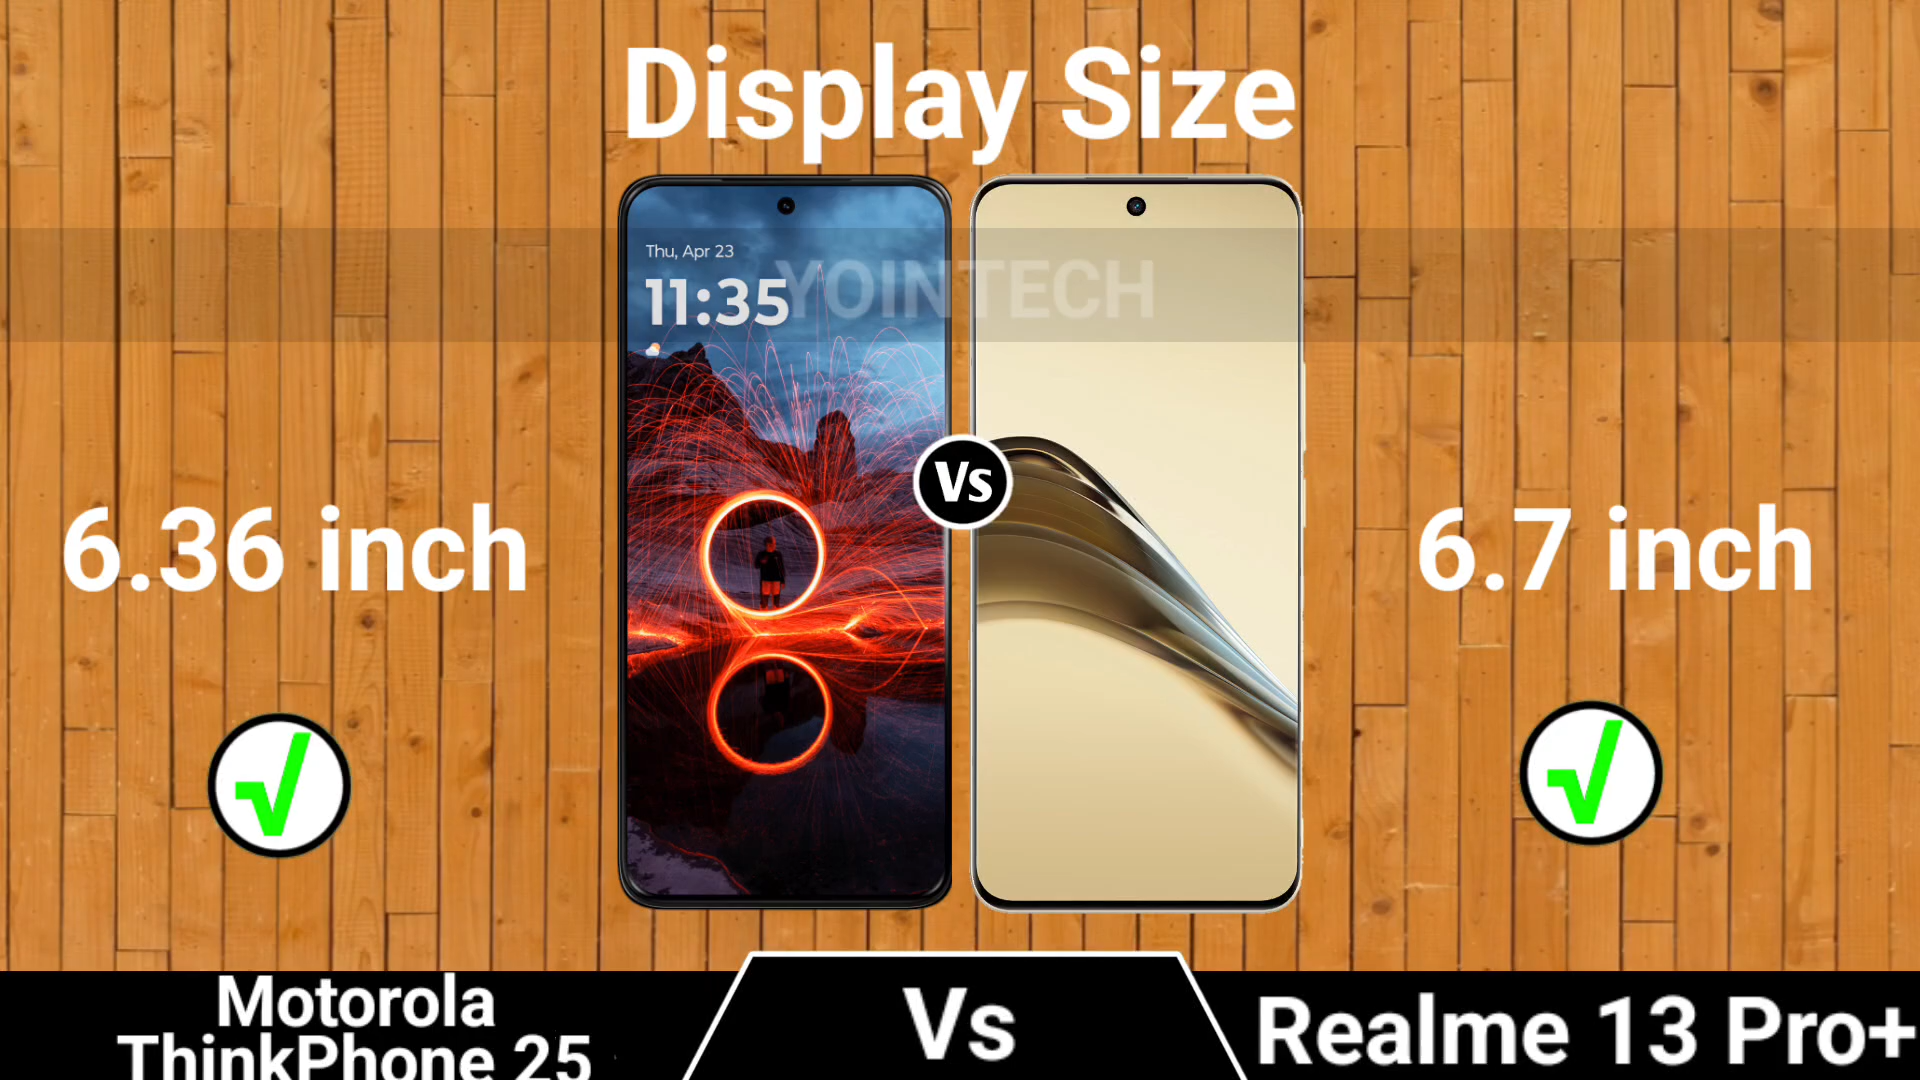 Display Size
Thu, Apr 23
11:35
YOINTECH
Vs
6.36 inch
6.7 inch
Motorola
ThinkPhone 25
Vs
Realme 13 Pro+